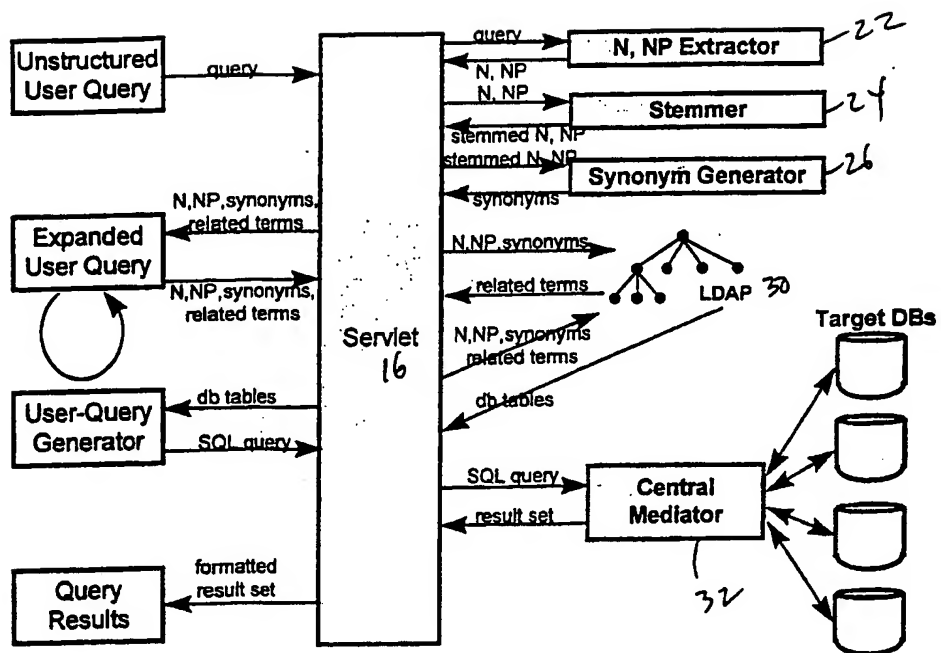 Unstructured
User Query
query
query
N, NP Extractor
22
N, NP
N, NP
Stemmer
24
stemmed N, NP
stemmed N, NP
Synonym Generator
26
synonyms
N,NP,synonyms,
related terms
Expanded
User Query
N,NP,synonyms,
related terms
N,NP,synonyms
related terms
LDAP 30
Servlet
16
N,NP,synonyms
related terms
db tables
Target DBs
User-Query
Generator
db tables
SQL query
SQL query
Central
Mediator
result set
32
Query
Results
formatted
result set